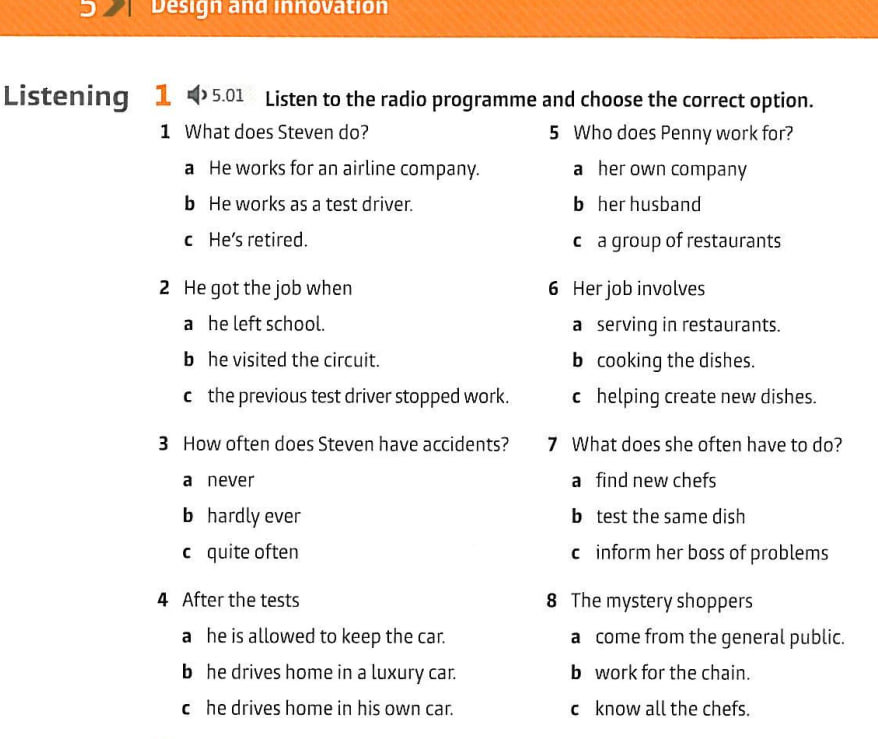 5 Design and innovation
Listening 1 5.01 Listen to the radio programme and choose the correct option.
1 What does Steven do?
a He works for an airline company.
b He works as a test driver.
c He's retired.
2 He got the job when
a he left school.
b he visited the circuit.
c the previous test driver stopped work.
3 How often does Steven have accidents?
a never
b hardly ever
c quite often
4 After the tests
a he is allowed to keep the car.
b he drives home in a luxury car.
c he drives home in his own car.
5 Who does Penny work for?
a her own company
b her husband
c a group of restaurants
6 Her job involves
a serving in restaurants.
b cooking the dishes.
c helping create new dishes.
7 What does she often have to do?
a find new chefs
b test the same dish
c inform her boss of problems
8 The mystery shoppers
a come from the general public.
b work for the chain.
c know all the chefs.